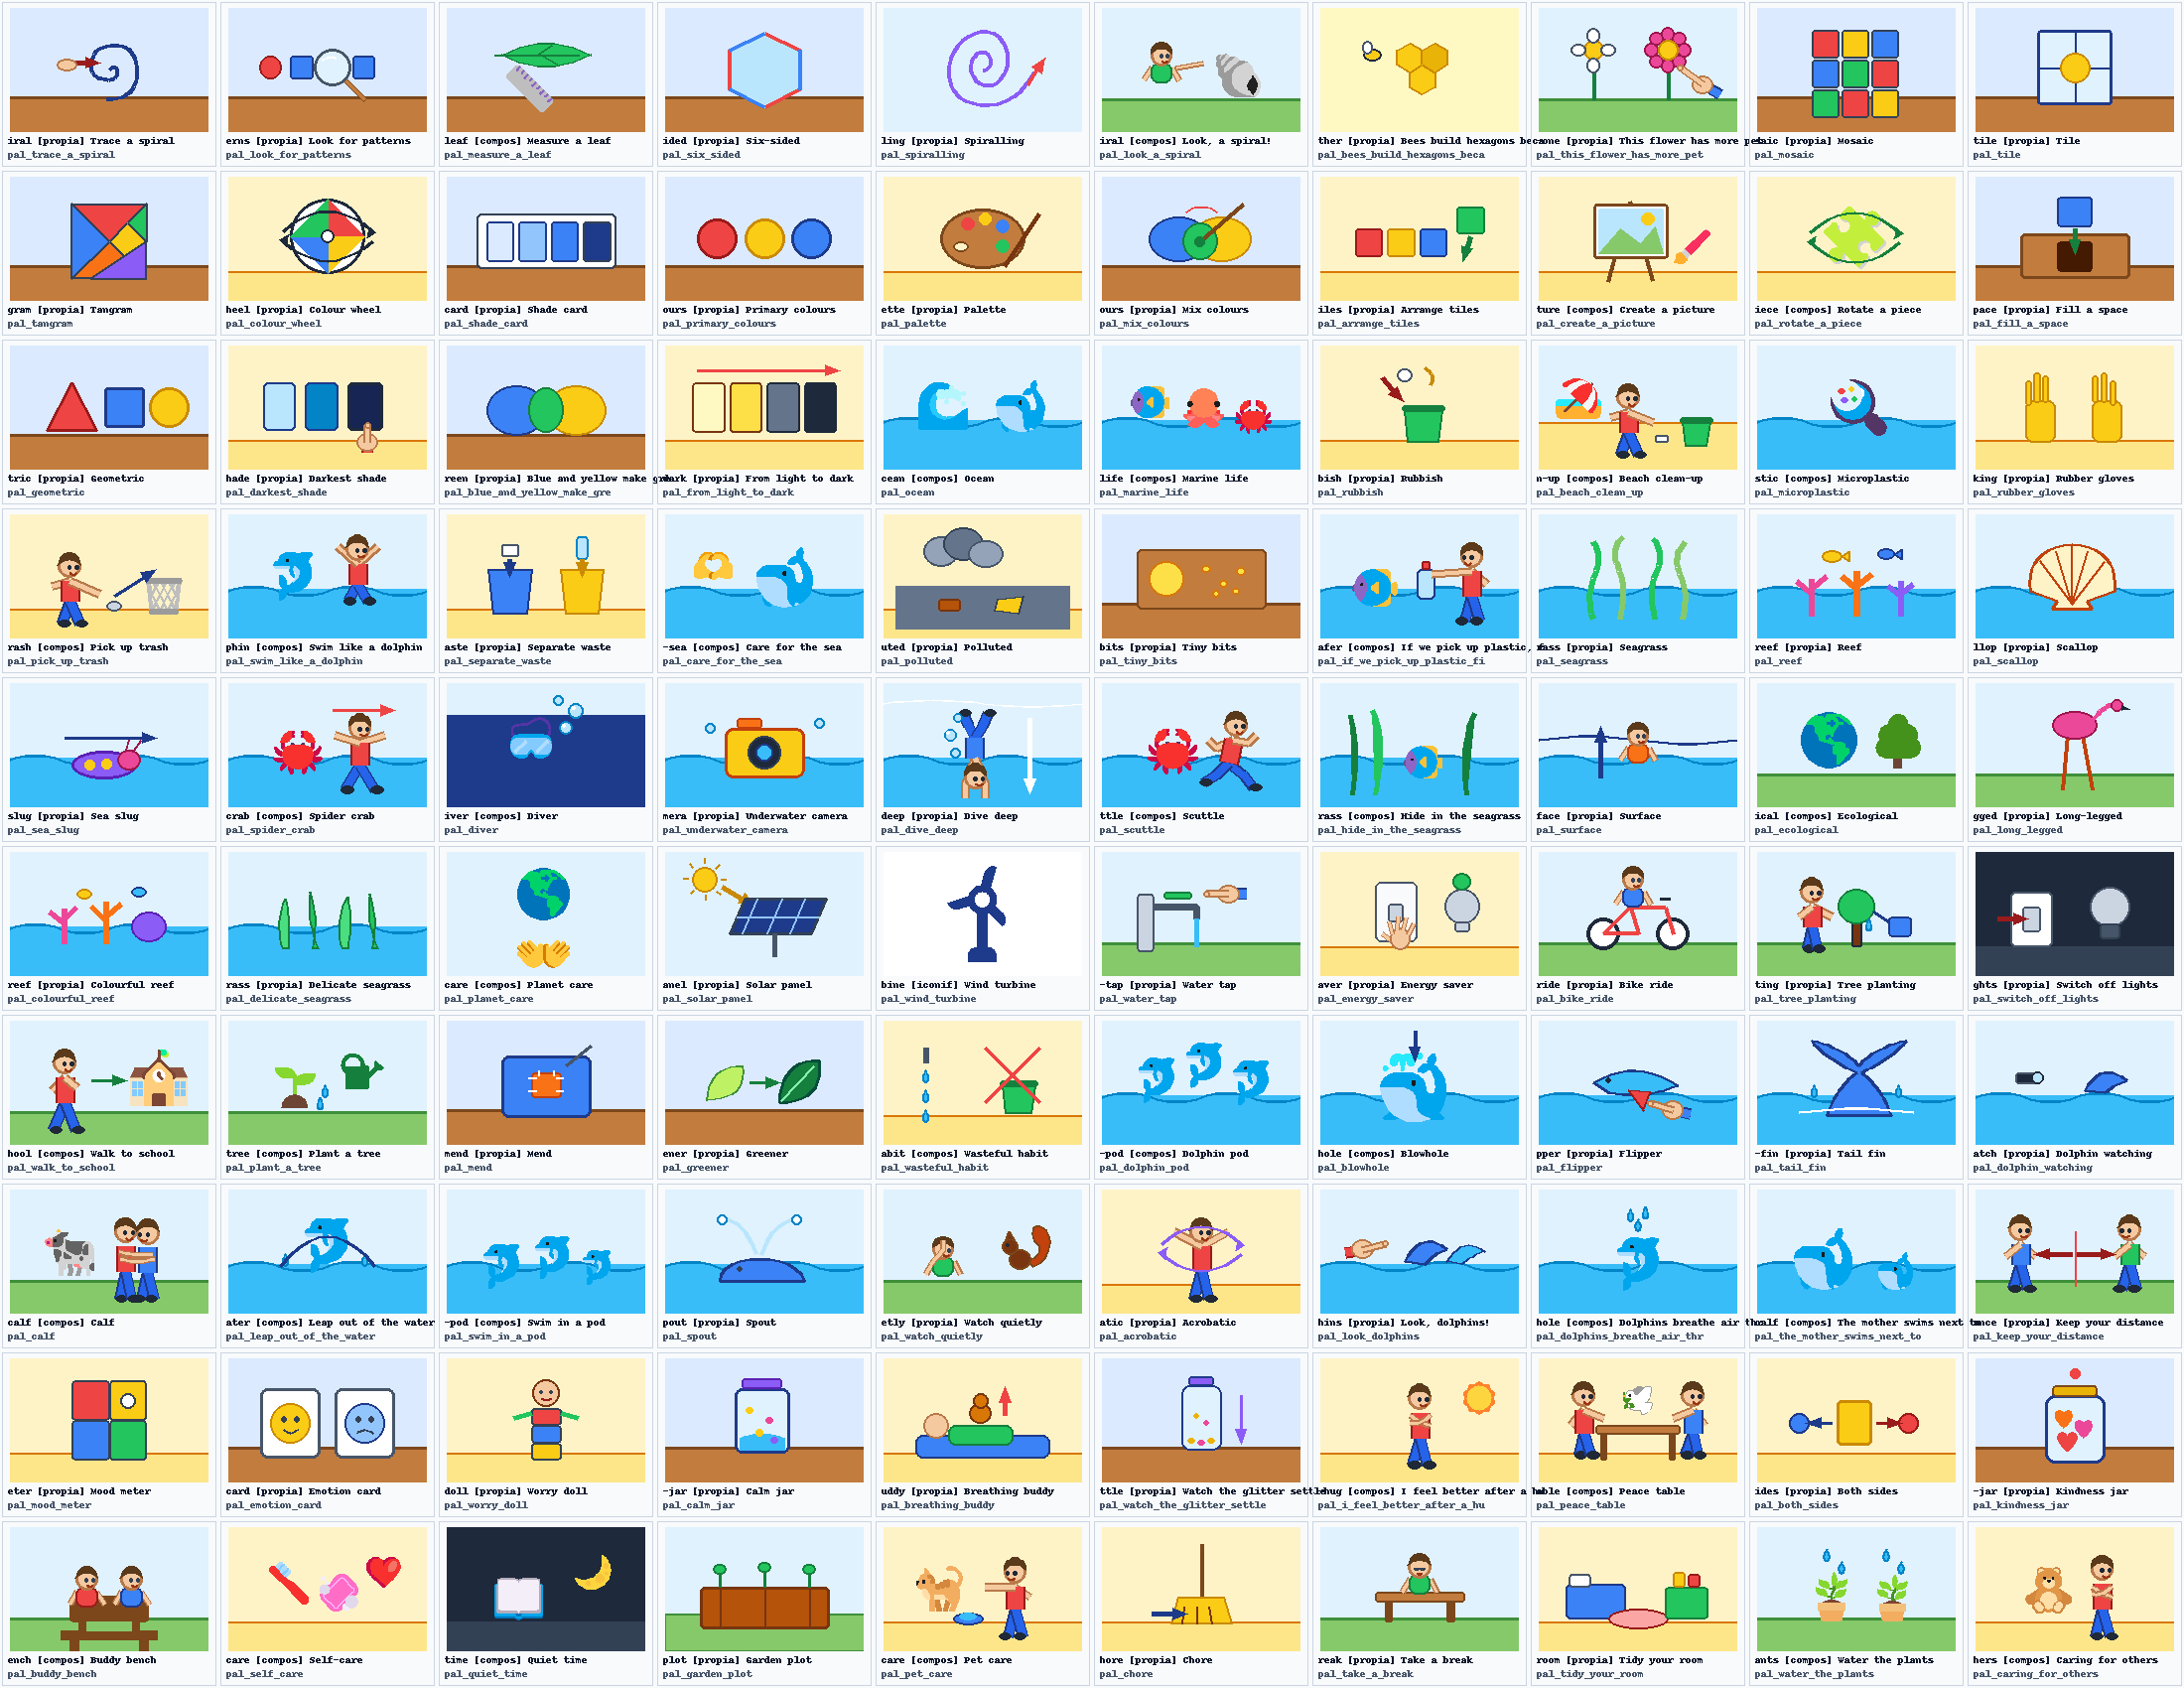 iral [propia] Trace a spiral
pal_trace_a_spiral
erns [propia] Look for patterns
pal_look_for_patterns
leaf [compos] Measure a leaf
pal_measure_a_leaf
ided [propia] Six-sided
pal_six_sided
ling [propia] Spiralling
pal_spiralling
iral [compos] Look, a spiral!
pal_look_a_spiral
ther [propia] Bees build hexagons beca
pal_bees_build_hexagons_beca
one [propia] This flower has more pet
pal_this_flower_has_more_pet
aic [propia] Mosaic
pal_mosaic
tile [propia] Tile
pal_tile
gram [propia] Tangram
pal_tangram
heel [propia] Colour wheel
pal_colour_wheel
card [propia] Shade card
pal_shade_card
ours [propia] Primary colours
pal_primary_colours
ette [propia] Palette
pal_palette
ours [propia] Mix colours
pal_mix_colours
iles [propia] Arrange tiles
pal_arrange_tiles
ture [compos] Create a picture
pal_create_a_picture
iece [propia] Rotate a piece
pal_rotate_a_piece
pace [propia] Fill a space
pal_fill_a_space
tric [propia] Geometric
pal_geometric
hade [propia] Darkest shade
pal_darkest_shade
reen [propia] Blue and yellow make
pal_blue_and_yellow_make_gre
dark [propia] From light to dark
pal_from_light_to_dark
cean [compos] Ocean
pal_ocean
life [compos] Marine life
pal_marine_life
bish [propia] Rubbish
pal_rubbish
n-up [compos] Beach clean-up
pal_beach_clean_up
stic [compos] Microplastic
pal_microplastic
king [propia] Rubber gloves
pal_rubber_gloves
rash [compos] Pick up trash
pal_pick_up_trash
phin [compos] Swim like a dolphin
pal_swim_like_a_dolphin
aste [propia] Separate waste
pal_separate_waste
-sea [compos] Care for the sea
pal_care_for_the_sea
uted [propia] Polluted
pal_polluted
bits [propia] Tiny bits
pal_tiny_bits
afer [compos] If we pick up plastic,
pal_if_we_pick_up_plastic_fi
ass [propia] Seagrass
pal_seagrass
reef [propia] Reef
pal_reef
llop [propia] Scallop
pal_scallop
slug [propia] Sea slug
pal_sea_slug
crab [compos] Spider crab
pal_spider_crab
iver [compos] Diver
pal_diver
mera [propia] Underwater camera
pal_underwater_camera
deep [propia] Dive deep
pal_dive_deep
ttle [compos] Scuttle
pal_scuttle
rass [compos] Hide in the seagrass
pal_hide_in_the_seagrass
face [propia] Surface
pal_surface
ical [compos] Ecological
pal_ecological
gged [propia] Long-legged
pal_long_legged
reef [propia] Colourful reef
pal_colourful_reef
rass [propia] Delicate seagrass
pal_delicate_seagrass
care [compos] Planet care
pal_planet_care
anel [propia] Solar panel
pal_solar_panel
bine [iconif] Wind turbine
pal_wind_turbine
-tap [propia] Water tap
pal_water_tap
aver [propia] Energy saver
pal_energy_saver
ride [propia] Bike ride
pal_bike_ride
ting [propia] Tree planting
pal_tree_planting
ghts [propia] Switch off lights
pal_switch_off_lights
hool [compos] Walk to school
pal_walk_to_school
tree [compos] Plant a tree
pal_plant_a_tree
mend [propia] Mend
pal_mend
ener [propia] Greener
pal_greener
abit [propia] Wasteful habit
pal_wasteful_habit
-pod [compos] Dolphin pod
pal_dolphin_pod
hole [compos] Blowhole
pal_blowhole
pper [propia] Flipper
pal_flipper
-fin [propia] Tail fin
pal_tail_fin
atch [propia] Dolphin watching
pal_dolphin_watching
calf [compos] Calf
pal_calf
ater [compos] Leap out of the water
pal_leap_out_of_the_water
-pod [compos] Swim in a pod
pal_swim_in_a_pod
pout [propia] Spout
pal_spout
etly [propia] Watch quietly
pal_watch_quietly
atic [propia] Acrobatic
pal_acrobatic
hins [propia] Look, dolphins!
pal_look_dolphins
hole [compos] Dolphins breathe air
pal_dolphins_breathe_air_thr
alf [compos] The mother swims next
pal_the_mother_swims_next_to
nce [propia] Keep your distance
pal_keep_your_distance
eter [propia] Mood meter
pal_mood_meter
card [propia] Emotion card
pal_emotion_card
doll [propia] Worry doll
pal_worry_doll
-jar [propia] Calm jar
pal_calm_jar
uddy [propia] Breathing buddy
pal_breathing_buddy
ttle [propia] Watch the glitter settle
pal_watch_the_glitter_settle
hug [compos] I feel better after a
pal_i_feel_better_after_a_hu
able [compos] Peace table
pal_peace_table
ides [propia] Both sides
pal_both_sides
-jar [propia] Kindness jar
pal_kindness_jar
ench [compos] Buddy bench
pal_buddy_bench
care [compos] Self-care
pal_self_care
time [compos] Quiet time
pal_quiet_time
plot [propia] Garden plot
pal_garden_plot
care [compos] Pet care
pal_pet_care
hore [propia] Chore
pal_chore
reak [propia] Take a break
pal_take_a_break
room [propia] Tidy your room
pal_tidy_your_room
ants [compos] Water the plants
pal_water_the_plants
hers [compos] Caring for others
pal_caring_for_others